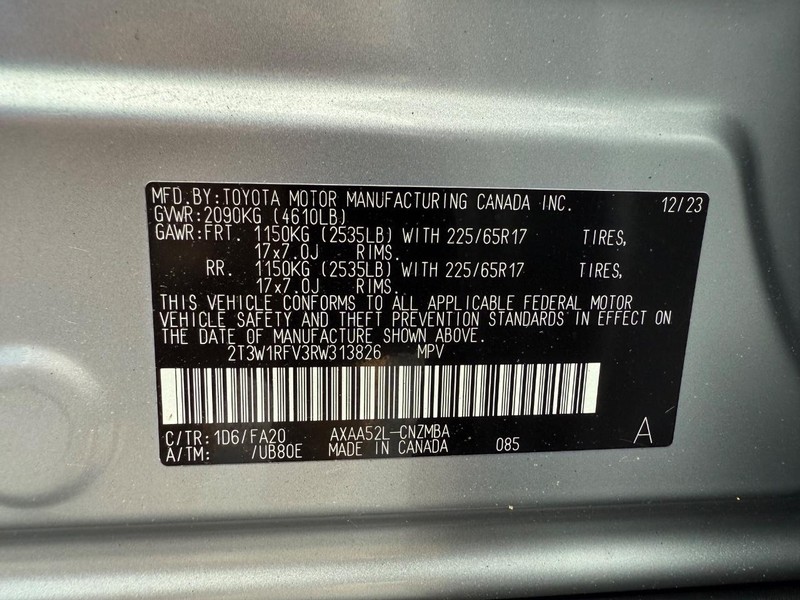 MFD.BY:TOYOTA MOTOR MANUFACTURING CANADA INC. 12/23
GVWR:2090KG (4610LB)
GAWR:FRT. 1150KG (2535LB) WITH 225/65R17 TIRES,
17x7.0J RIMS.
RR. 1150KG (2535LB) WITH 225/65R17 TIRES,
17x7.0J RIMS.
THIS VEHICLE CONFORMS TO ALL APPLICABLE FEDERAL MOTOR
VEHICLE SAFETY AND THEFT PREVENTION STANDARDS IN EFFECT ON
THE DATE OF MANUFACTURE SHOWN ABOVE.
2T3W1RFV3RW313826 MPV
C/TR:1D6/FA20 AXAA52L-CNZMBA A
A/TM: /UB80E MADE IN CANADA 085